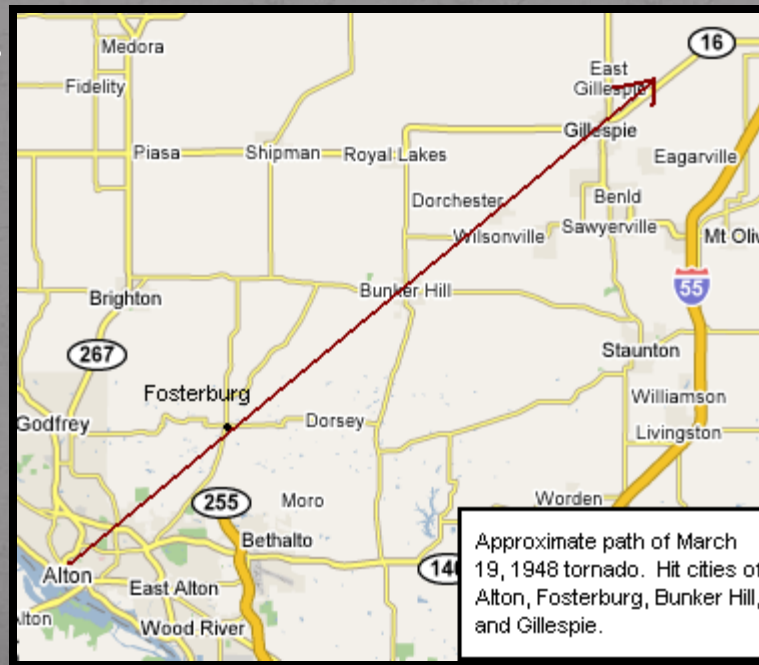 Medora
16
East
Gillespie
Fidelity
Gillespie
Piasa
Shipman
Royal Lakes
Eagarville
Dorchester
Benld
Wilsonville
Sawyerville
Mt Oliv
55
Brighton
Bunker Hill
267
Staunton
Fosterburg
Williamson
Godfrey
Dorsey
Livingston
255
Moro
Worden
Bethalto
Alton
140
East Alton
lton
Wood River
Approximate path of March
19, 1948 tornado. Hit cities of
Alton, Fosterburg, Bunker Hill,
and Gillespie.